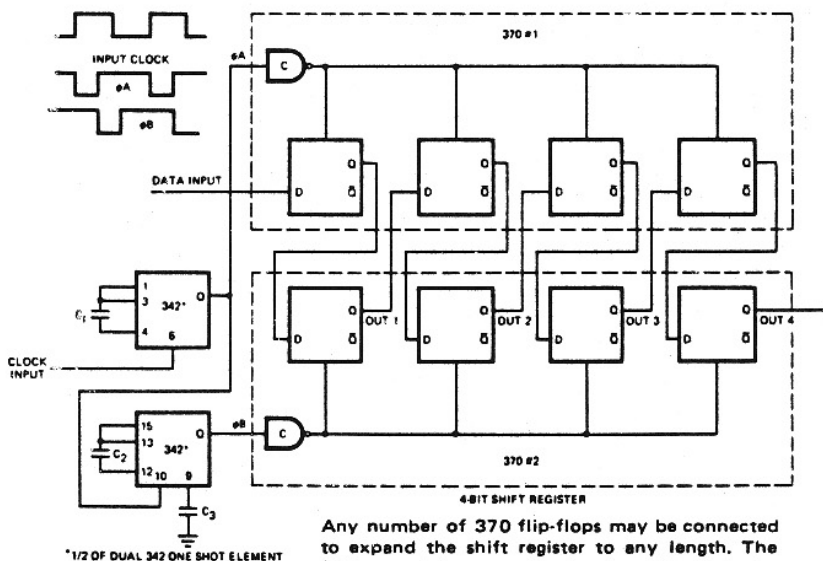 370 #1
INPUT CLOCK
φA
φB
φA
C
Q
D
Q̄
Q
D
Q̄
Q
D
Q̄
Q
D
Q̄
DATA INPUT
1
3
4
342*
Q
6
C₁
CLOCK INPUT
Q
D
Q̄
OUT 1
Q
D
Q̄
OUT 2
Q
D
Q̄
OUT 3
Q
D
Q̄
OUT 4
15
13
12
342*
Q
10
9
C₂
C₃
φB
C
370 #2
4-BIT SHIFT REGISTER
*1/2 OF DUAL 342 ONE SHOT ELEMENT
Any number of 370 flip-flops may be connected
to expand the shift register to any length. The